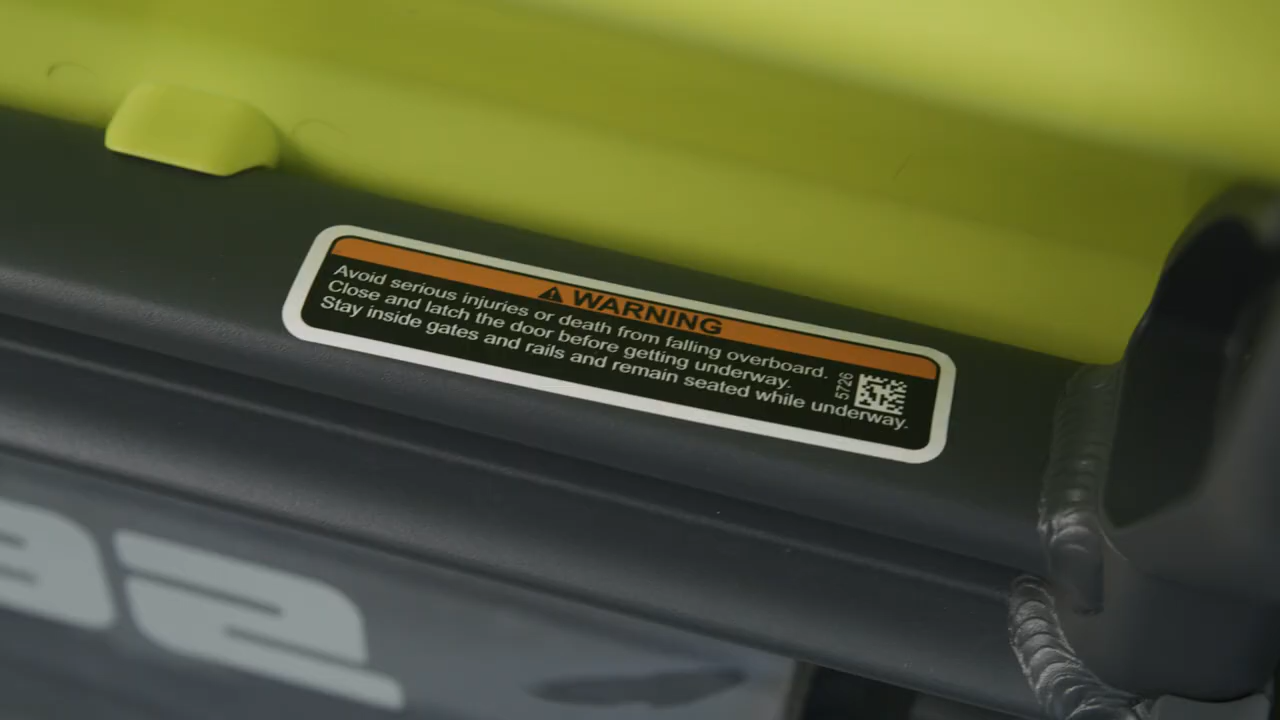 WARNING
Avoid serious injuries or death from falling overboard.
Close and latch the door before getting underway.
Stay inside gates and rails and remain seated while underway.
5726